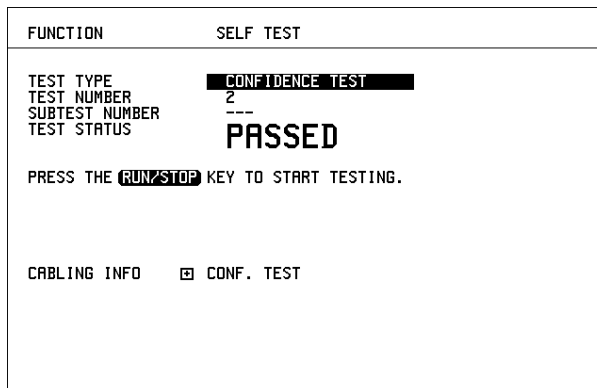 FUNCTION SELF TEST
TEST TYPE CONFIDENCE TEST
TEST NUMBER 2
SUBTEST NUMBER ---
TEST STATUS PASSED
PRESS THE RUN/STOP KEY TO START TESTING.
CABLING INFO + CONF. TEST